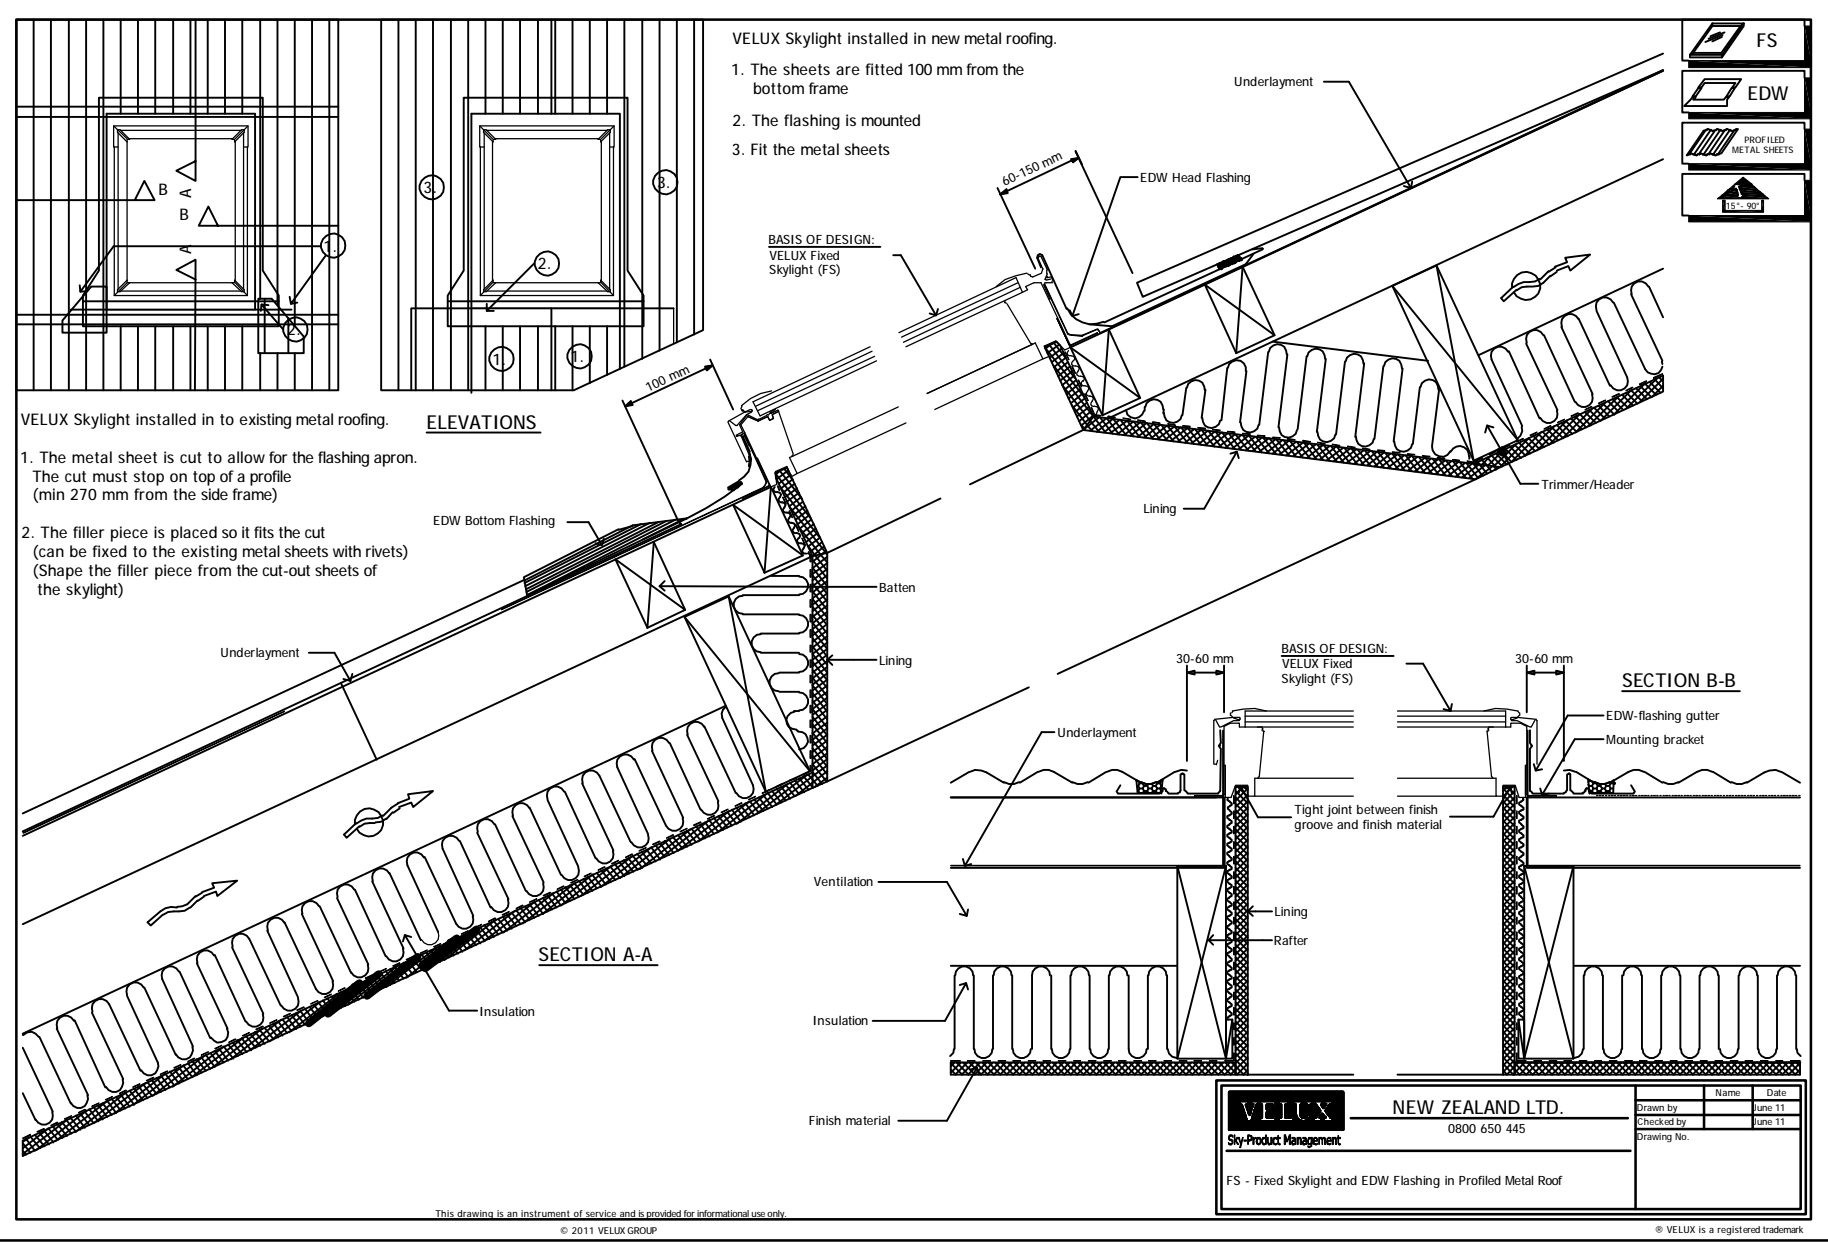 VELUX Skylight installed in new metal roofing.
1. The sheets are fitted 100 mm from the
bottom frame
2. The flashing is mounted
3. Fit the metal sheets
FS
EDW
PROFILED
METAL SHEETS
15°- 90°
B
A
B
A
1.
2.
3.
3.
2.
1.
1.
ELEVATIONS
VELUX Skylight installed in to existing metal roofing.
1. The metal sheet is cut to allow for the flashing apron.
The cut must stop on top of a profile
(min 270 mm from the side frame)
2. The filler piece is placed so it fits the cut
(can be fixed to the existing metal sheets with rivets)
(Shape the filler piece from the cut-out sheets of
the skylight)
Underlayment
60-150 mm
EDW Head Flashing
BASIS OF DESIGN:
VELUX Fixed
Skylight (FS)
100 mm
EDW Bottom Flashing
Trimmer/Header
Lining
Batten
Lining
Underlayment
Insulation
SECTION A-A
BASIS OF DESIGN:
VELUX Fixed
Skylight (FS)
30-60 mm
30-60 mm
SECTION B-B
EDW-flashing gutter
Mounting bracket
Underlayment
Tight joint between finish
groove and finish material
Ventilation
Lining
Rafter
Insulation
Finish material
VELUX
Sky-Product Management
NEW ZEALAND LTD.
0800 650 445
Name Date
Drawn by June 11
Checked by June 11
Drawing No.
FS - Fixed Skylight and EDW Flashing in Profiled Metal Roof
This drawing is an instrument of service and is provided for informational use only.
© 2011 VELUX GROUP
® VELUX is a registered trademark